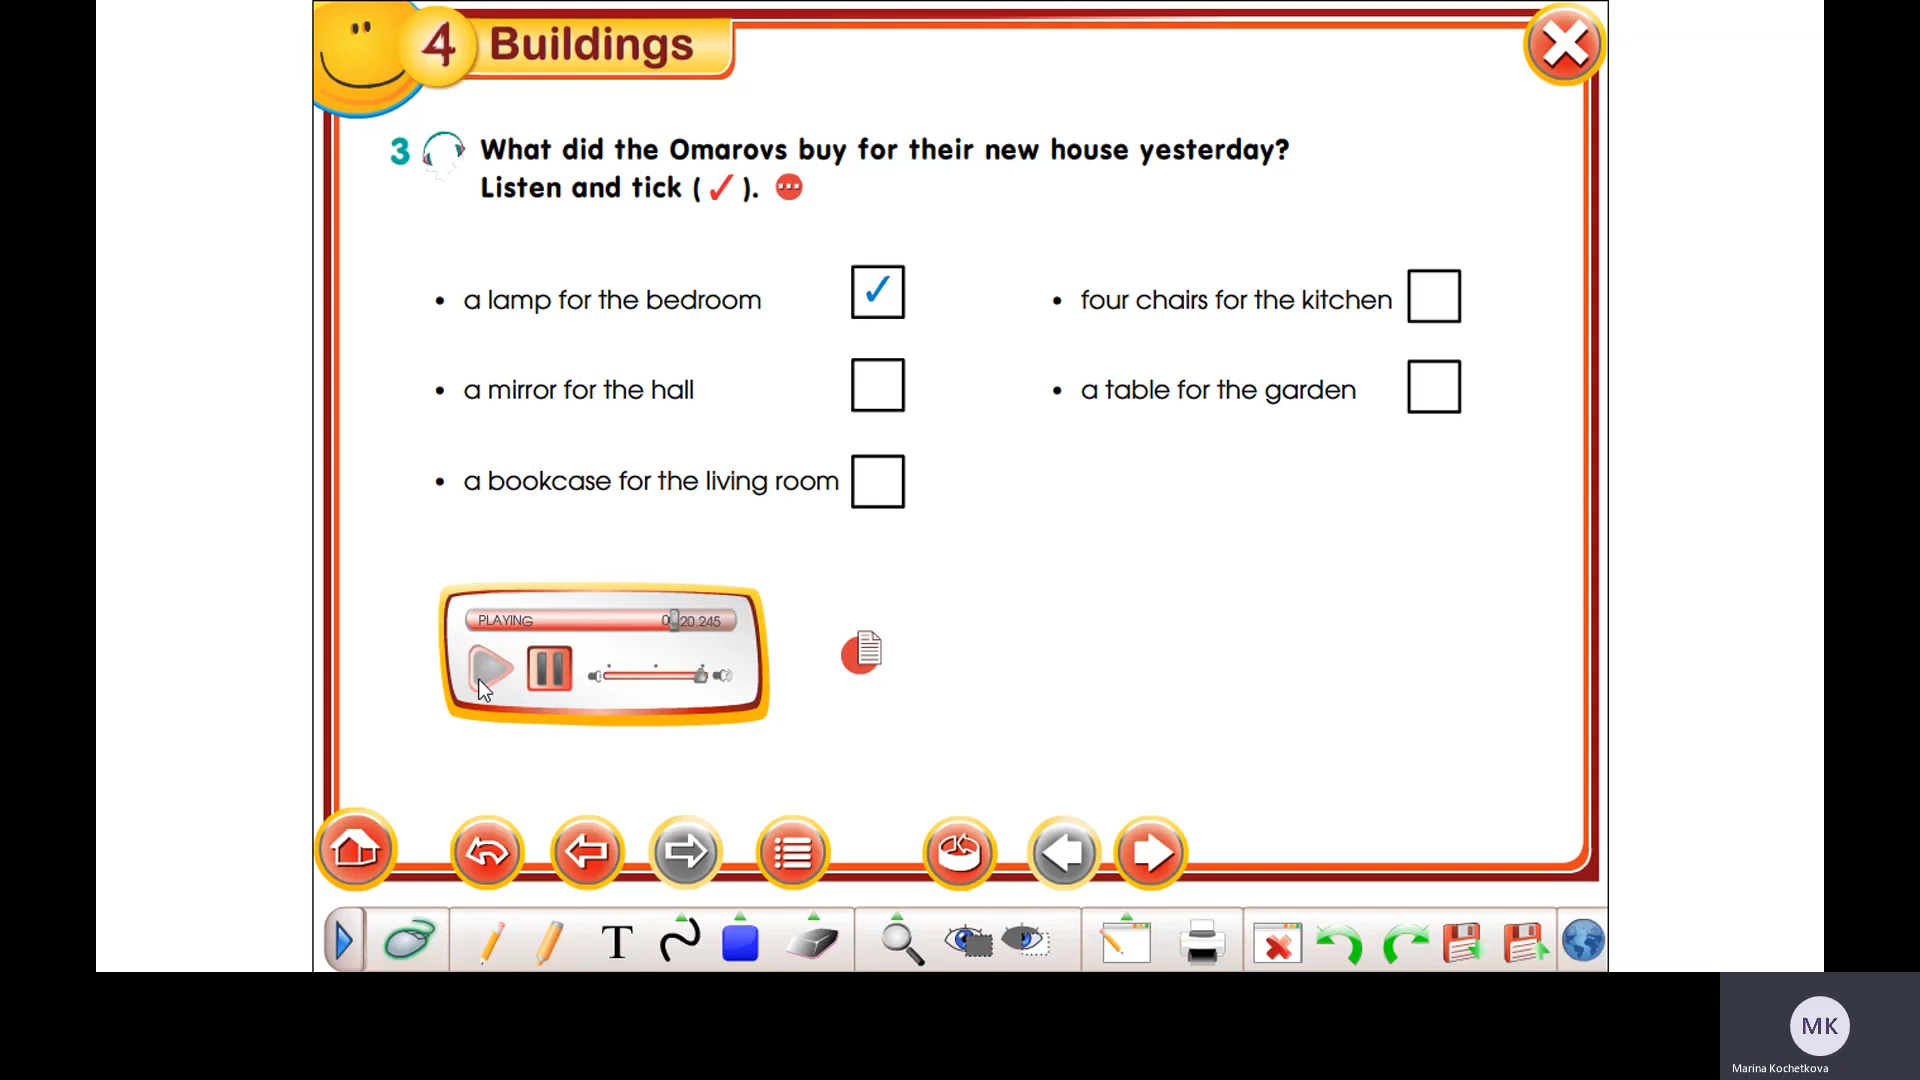 4 Buildings
3 What did the Omarovs buy for their new house yesterday?
Listen and tick ( ✓ ).
• a lamp for the bedroom ✓
• a mirror for the hall
• a bookcase for the living room
• four chairs for the kitchen
• a table for the garden
PLAYING
20.245
T
MK
Marina Kochetkova